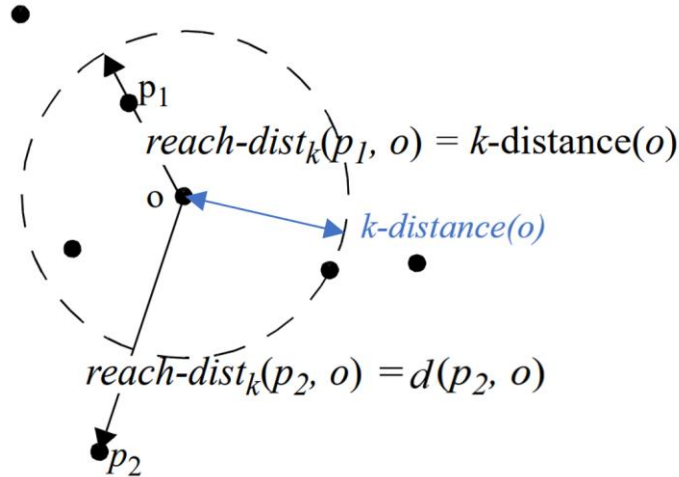 p₁
reach-distₖ(p₁, o) = k-distance(o)
o
k-distance(o)
reach-distₖ(p₂, o) = d(p₂, o)
p₂